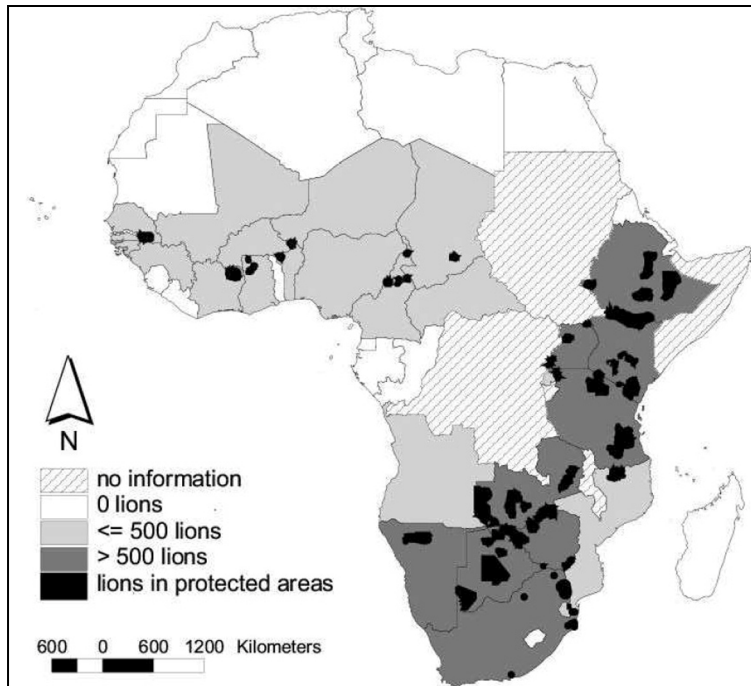 N
no information
0 lions
<= 500 lions
> 500 lions
lions in protected areas
600 0 600 1200 Kilometers